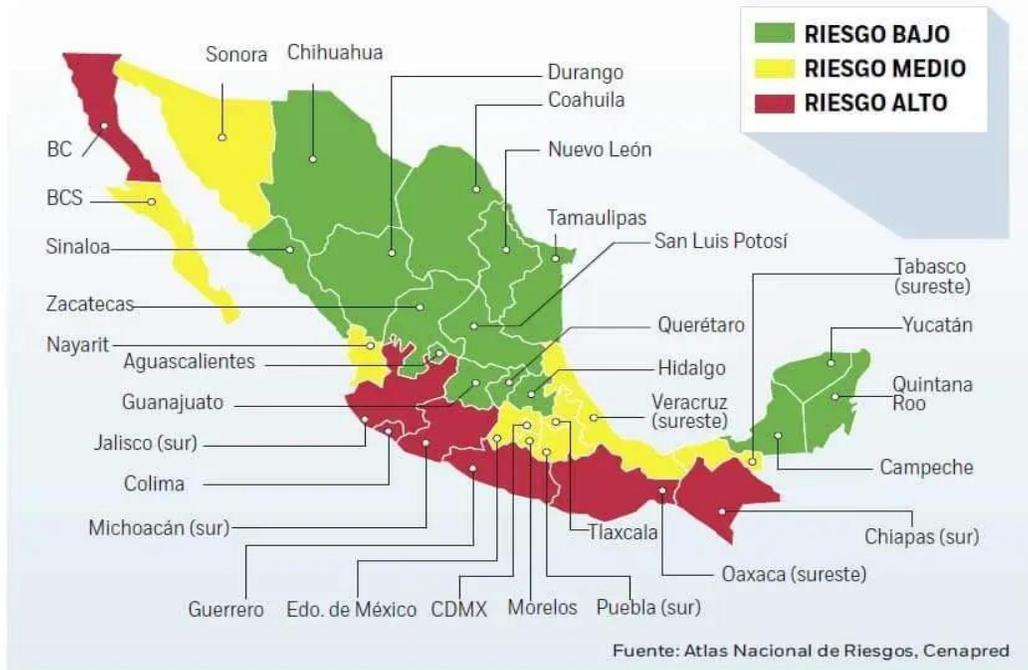 RIESGO BAJO
RIESGO MEDIO
RIESGO ALTO
Sonora
Chihuahua
Durango
Coahuila
BC
Nuevo León
BCS
Tamaulipas
Sinaloa
San Luis Potosí
Tabasco
(sureste)
Zacatecas
Querétaro
Yucatán
Nayarit
Aguascalientes
Hidalgo
Quintana
Roo
Guanajuato
Veracruz
(sureste)
Jalisco (sur)
Campeche
Colima
Michoacán (sur)
Tlaxcala
Chiapas (sur)
Oaxaca (sureste)
Guerrero
Edo. de México
CDMX
Morelos
Puebla (sur)
Fuente: Atlas Nacional de Riesgos, Cenapred